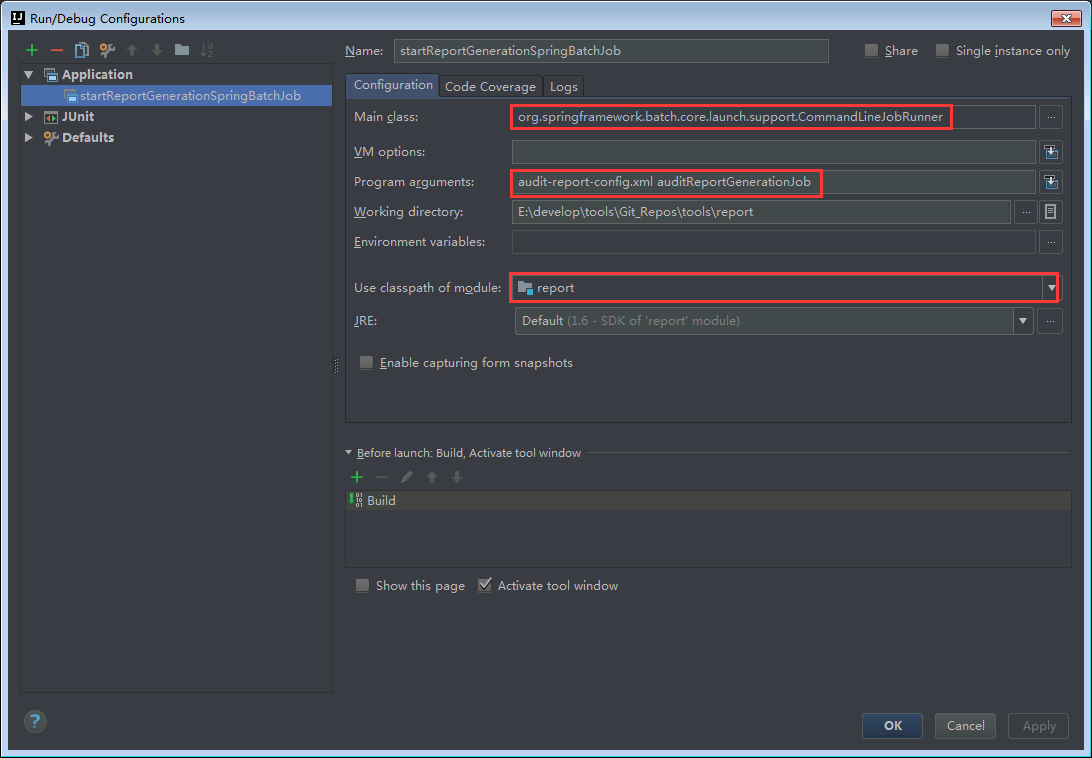 Run/Debug Configurations
Name: startReportGenerationSpringBatchJob Share Single instance only
Application
startReportGenerationSpringBatchJob
JUnit
Defaults
Configuration Code Coverage Logs
Main class: org.springframework.batch.core.launch.support.CommandLineJobRunner ...
VM options:
Program arguments: audit-report-config.xml auditReportGenerationJob
Working directory: E:\develop\tools\Git_Repos\tools\report ...
Environment variables: ...
Use classpath of module: report
JRE: Default (1.6 - SDK of 'report' module) ...
Enable capturing form snapshots
Before launch: Build, Activate tool window
Build
Show this page Activate tool window
? OK Cancel Apply